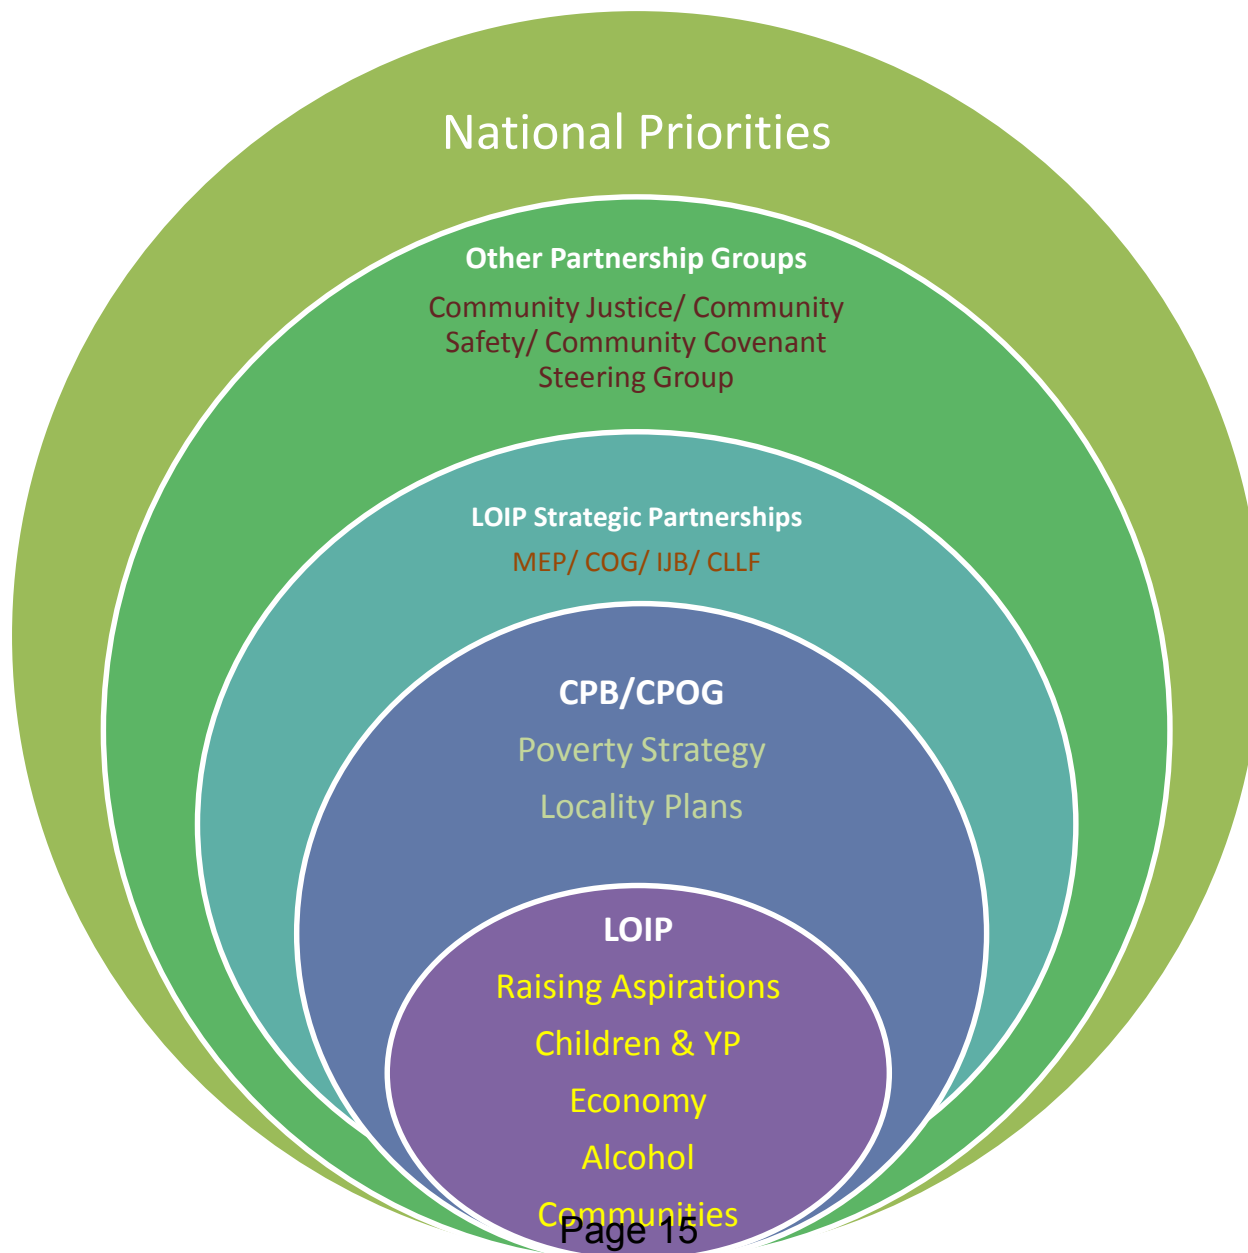 National Priorities
Other Partnership Groups
Community Justice/ Community
Safety/ Community Covenant
Steering Group
LOIP Strategic Partnerships
MEP/ COG/ IJB/ CLLF
CPB/CPOG
Poverty Strategy
Locality Plans
LOIP
Raising Aspirations
Children & YP
Economy
Alcohol
Communities
Page 15